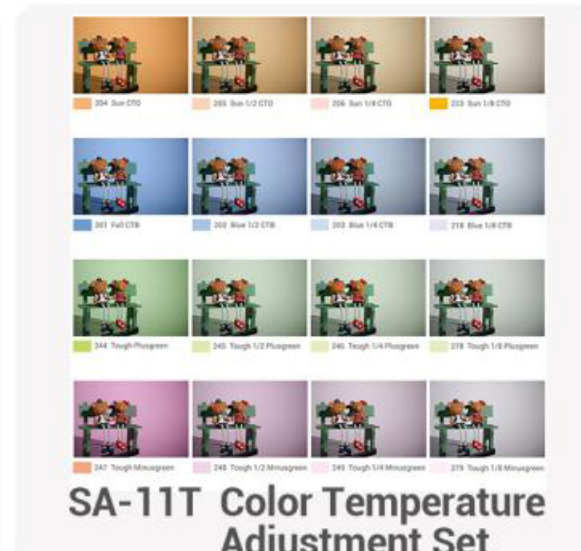 204 Sun CTO
205 Sun 1/2 CTO
206 Sun 1/4 CTO
223 Sun 1/8 CTO
201 Full CTB
202 Blue 1/2 CTB
203 Blue 1/4 CTB
218 Blue 1/8 CTB
244 Tough Plusgreen
245 Tough 1/2 Plusgreen
246 Tough 1/4 Plusgreen
278 Tough 1/8 Plusgreen
247 Tough Minusgreen
248 Tough 1/2 Minusgreen
249 Tough 1/4 Minusgreen
279 Tough 1/8 Minusgreen
SA-11T Color Temperature
Adjustment Set